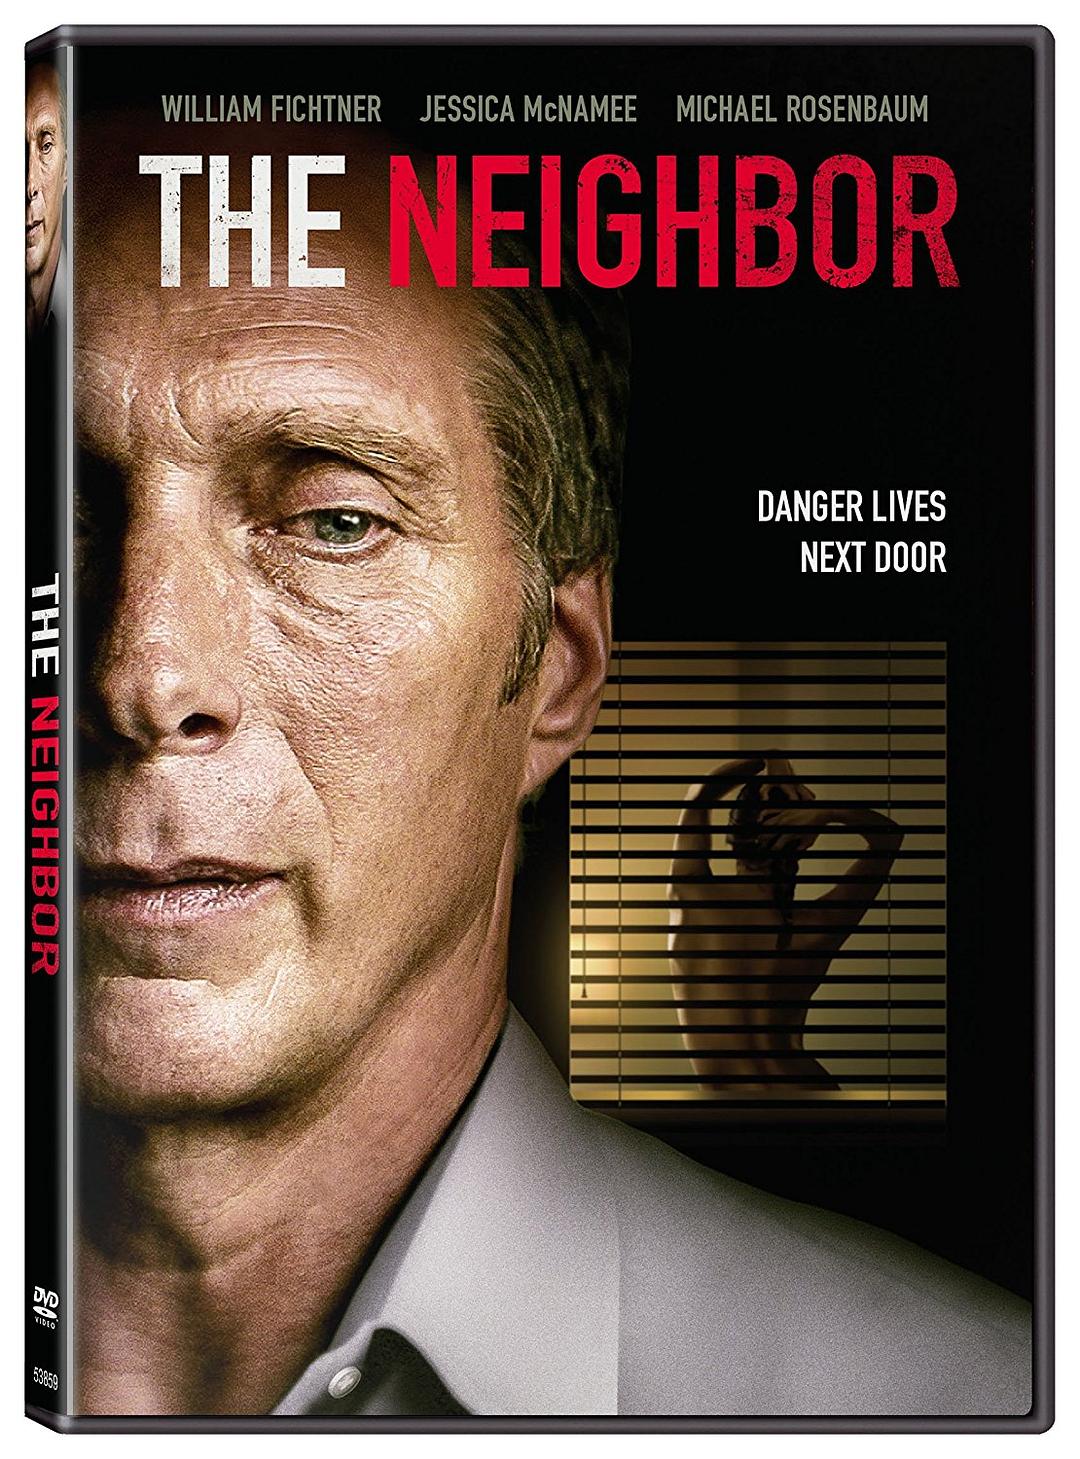 WILLIAM FICHTNER JESSICA McNAMEE MICHAEL ROSENBAUM
THE NEIGHBOR
DANGER LIVES
NEXT DOOR
THE NEIGHBOR
DVD
VIDEO
53859